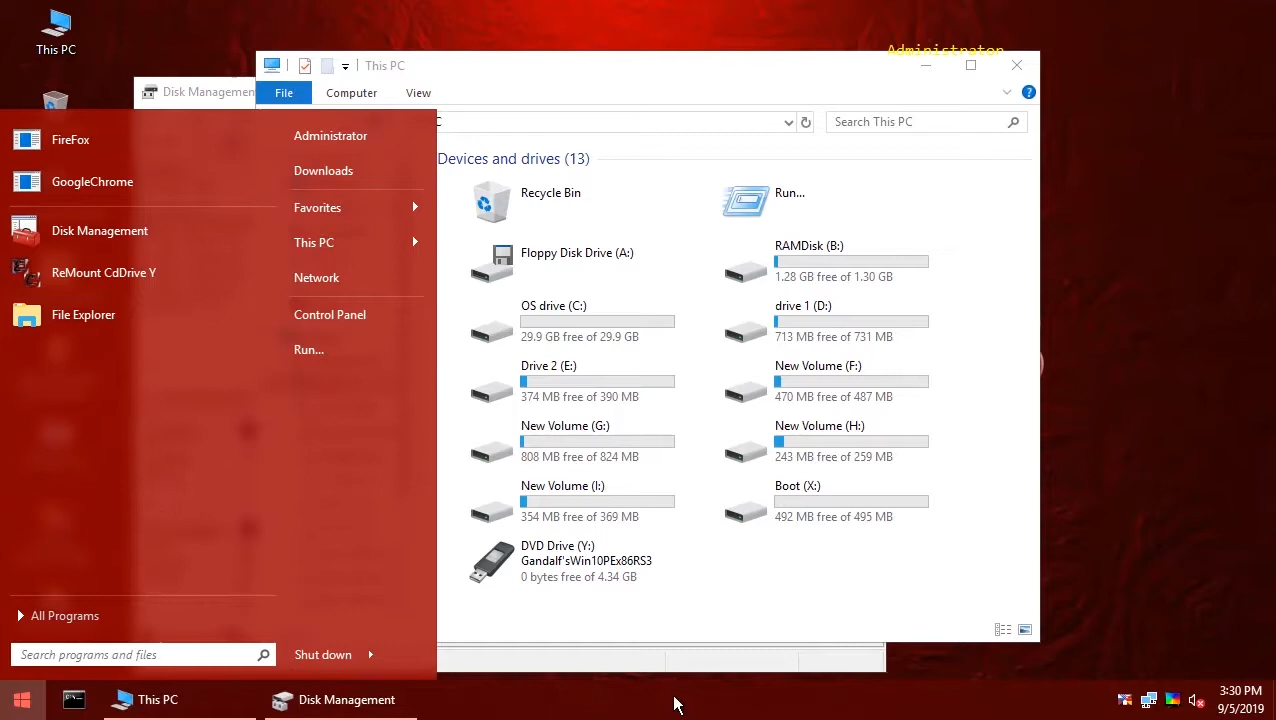 This PC
Administrator
This PC
Disk Management
File
Computer
View
Search This PC
FireFox
GoogleChrome
Disk Management
ReMount CdDrive Y
File Explorer
All Programs
Search programs and files
Administrator
Downloads
Favorites
This PC
Network
Control Panel
Run...
Shut down
Devices and drives (13)
Recycle Bin
Run...
Floppy Disk Drive (A:)
RAMDisk (B:)
1.28 GB free of 1.30 GB
OS drive (C:)
29.9 GB free of 29.9 GB
drive 1 (D:)
713 MB free of 731 MB
Drive 2 (E:)
374 MB free of 390 MB
New Volume (F:)
470 MB free of 487 MB
New Volume (G:)
808 MB free of 824 MB
New Volume (H:)
243 MB free of 259 MB
New Volume (I:)
354 MB free of 369 MB
Boot (X:)
492 MB free of 495 MB
DVD Drive (Y:)
Gandalf'sWin10PEx86RS3
0 bytes free of 4.34 GB
This PC
Disk Management
3:30 PM
9/5/2019